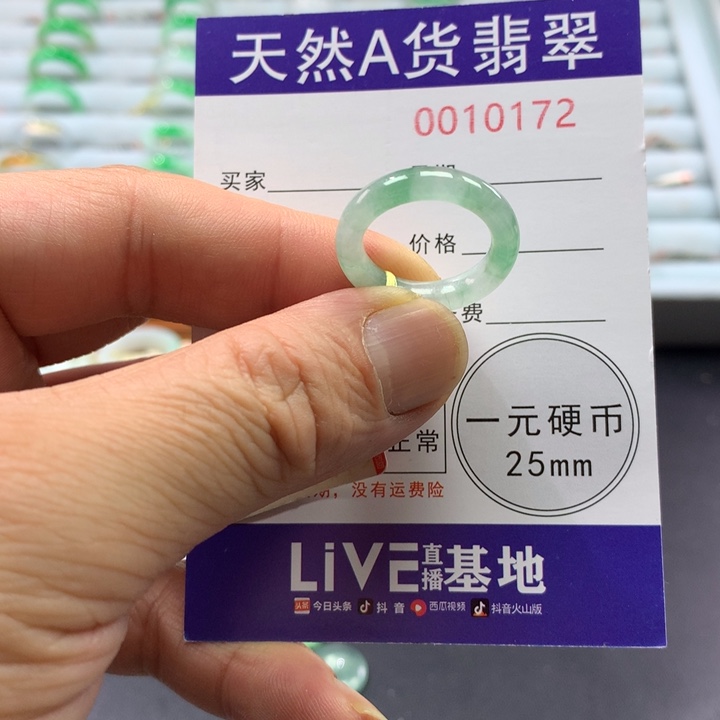 天然A货翡翠
0010172
买家
价格
费
正常
一元硬币
25mm
没有运费险
LiVE直播基地
头条 今日头条 抖音 西瓜视频 抖音火山版